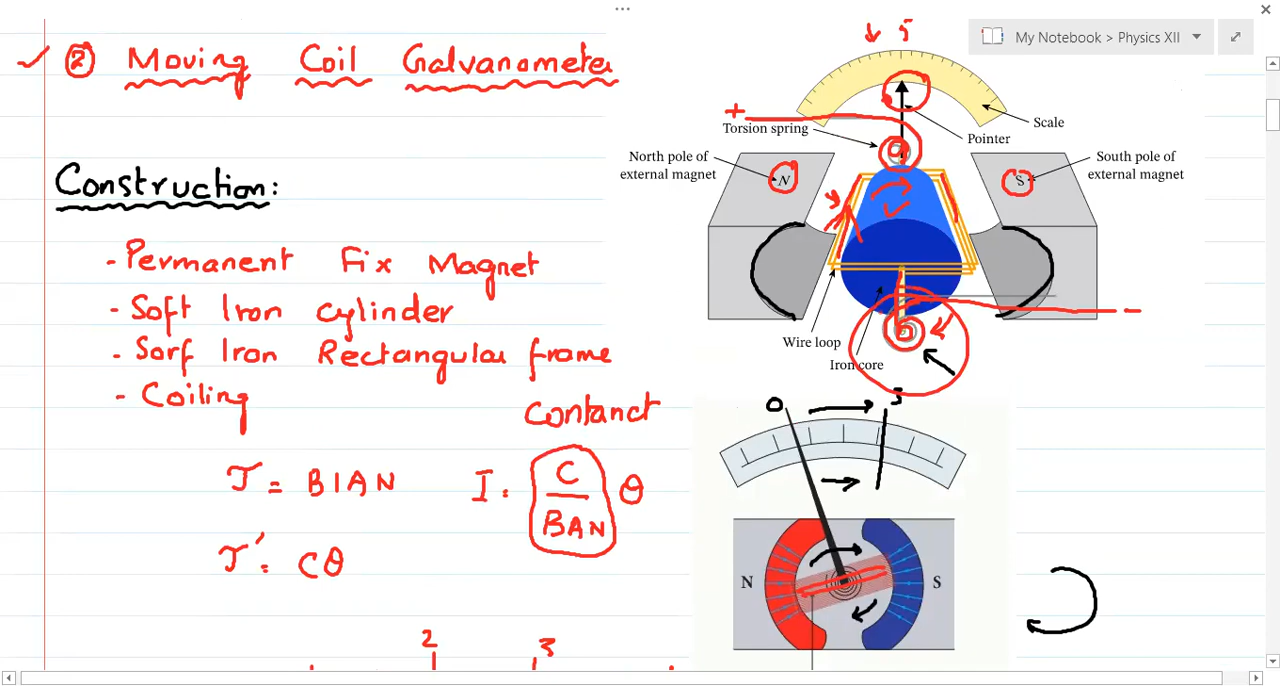 ...
My Notebook > Physics XII
② Moving Coil Galvanometer
Construction:
- Permanent Fix Magnet
- Soft Iron cylinder
- Sorf Iron Rectangular frame
- Coiling
Contanct
τ = BIAN
I = C/BAN θ
τ' = cθ
2
3
↓ 5
Scale
+
Torsion spring
Pointer
North pole of
external magnet
N
S
South pole of
external magnet
Wire loop
Iron core
0
3
N
S